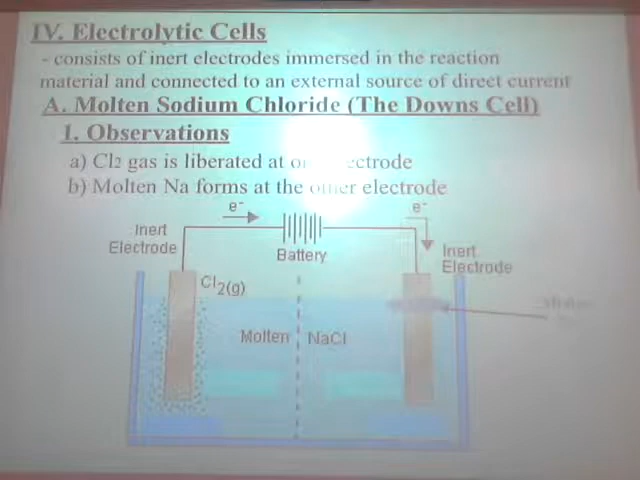 IV. Electrolytic Cells
- consists of inert electrodes immersed in the reaction
material and connected to an external source of direct current
A. Molten Sodium Chloride (The Downs Cell)
1. Observations
a) Cl2 gas is liberated at
b) Molten Na forms at the other electrode
e-
e-
Inert
Electrode
Battery
Inert
Electrode
Cl2(g)
Molten NaCl